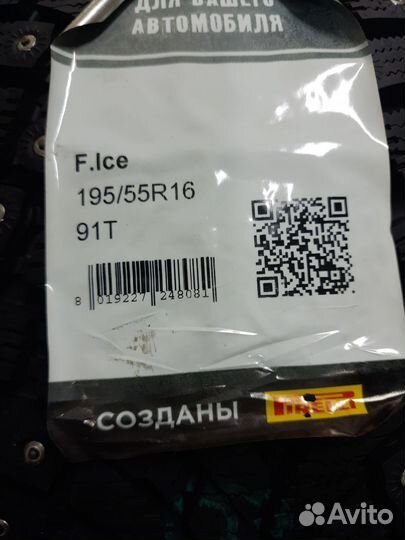 ДЛЯ ВАШЕГО
АВТОМОБИЛЯ
F.Ice
195/55R16
91T
8 019227 248081
СОЗДАНЫ PIRELLI
Avito